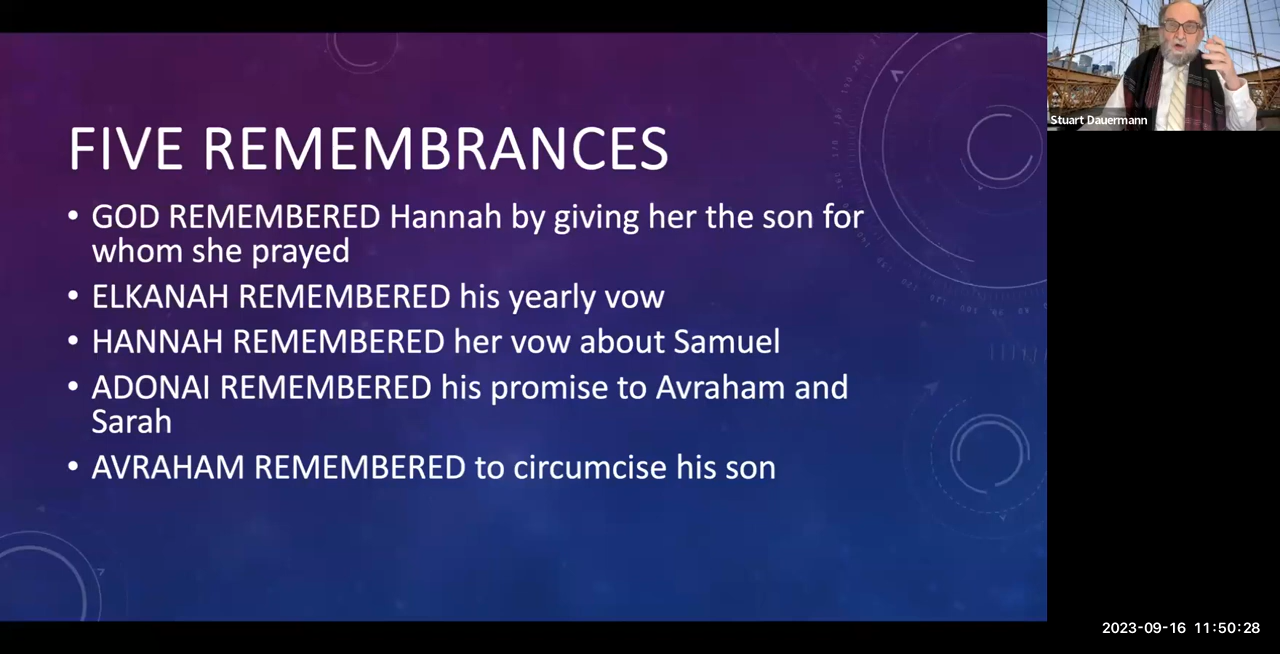 FIVE REMEMBRANCES
• GOD REMEMBERED Hannah by giving her the son for
whom she prayed
• ELKANAH REMEMBERED his yearly vow
• HANNAH REMEMBERED her vow about Samuel
• ADONAI REMEMBERED his promise to Avraham and
Sarah
• AVRAHAM REMEMBERED to circumcise his son
Stuart Dauermann
2023-09-16 11:50:28